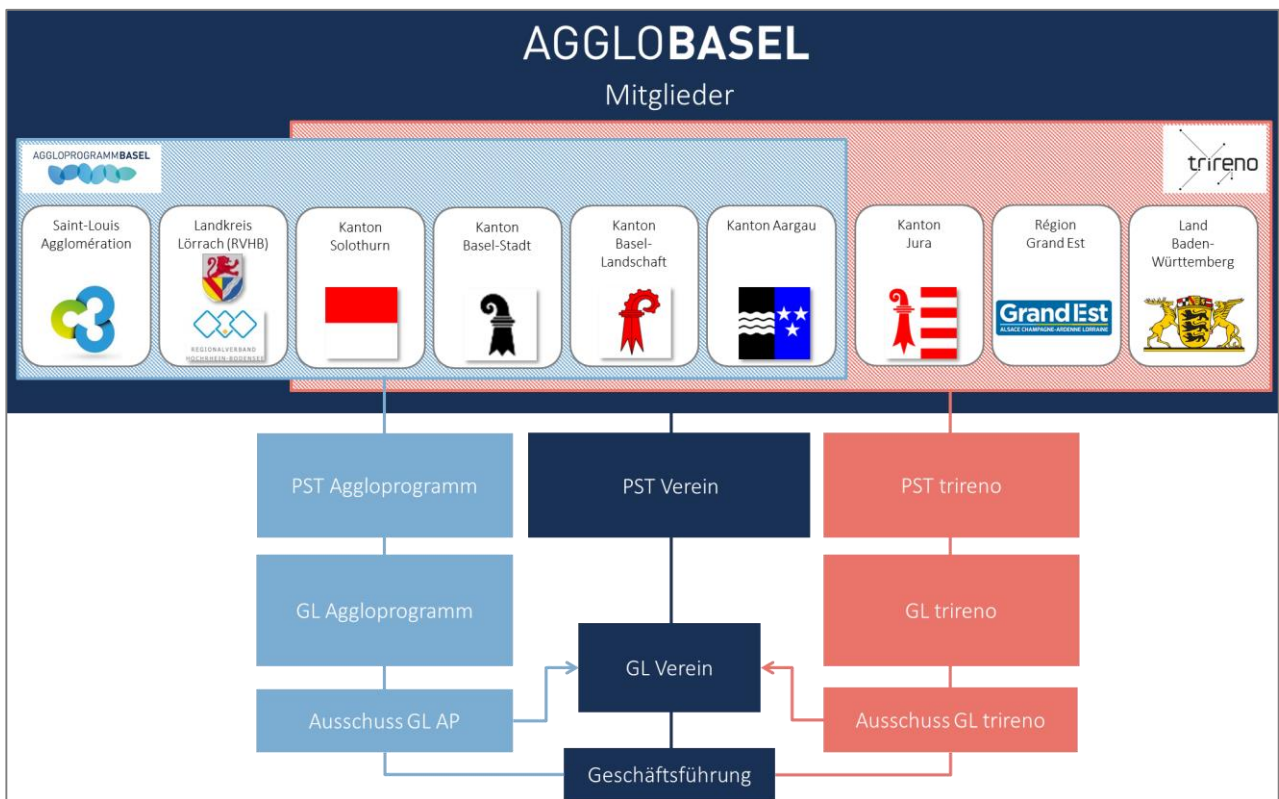 AGGLOBASEL
Mitglieder
AGGLOPROGRAMMBASEL
trireno
Saint-Louis
Agglomération
Landkreis
Lörrach (RVHB)
REGIONALVERBAND
HOCHRHEIN-BODENSEE
Kanton
Solothurn
Kanton
Basel-Stadt
Kanton
Basel-
Landschaft
Kanton Aargau
Kanton
Jura
Région
Grand Est
Grand Est
ALSACE CHAMPAGNE-ARDENNE LORRAINE
Land
Baden-
Württemberg
PST Aggloprogramm
PST Verein
PST trireno
GL Aggloprogramm
GL trireno
GL Verein
Ausschuss GL AP
Ausschuss GL trireno
Geschäftsführung